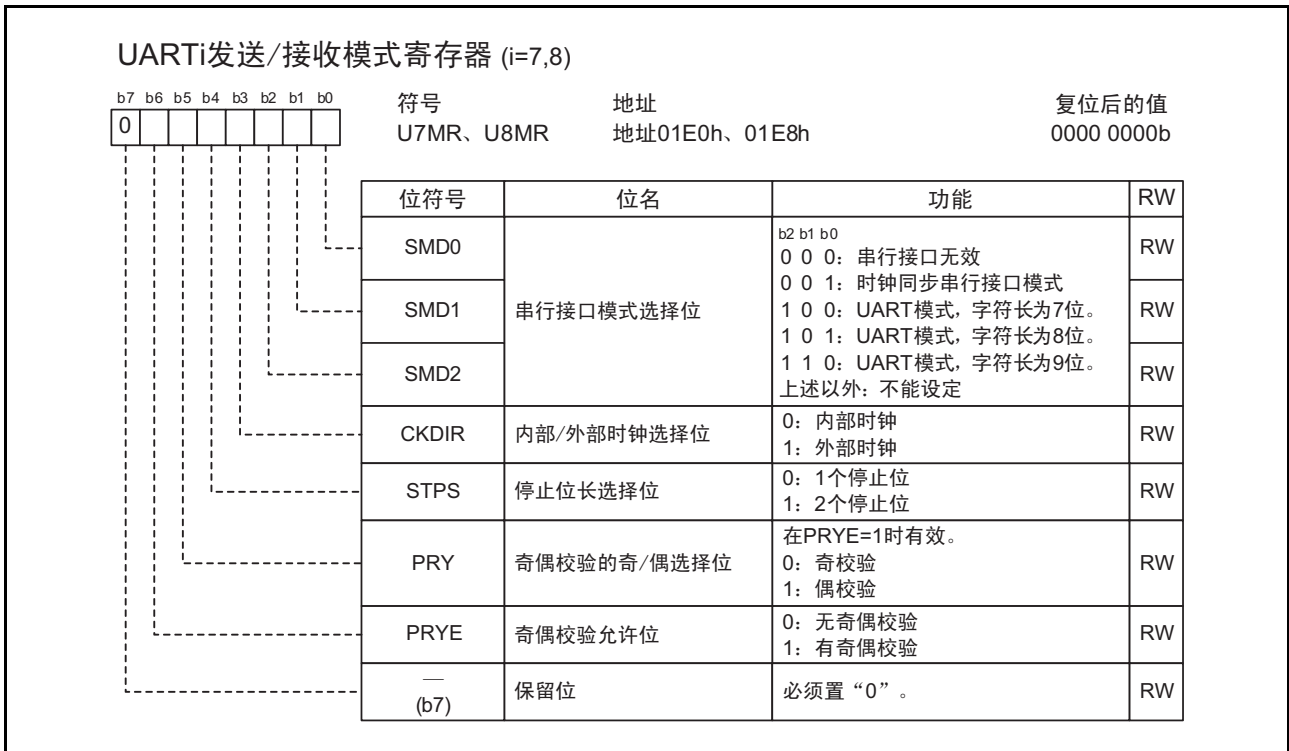 UARTi发送/接收模式寄存器 (i=7,8)
b7 b6 b5 b4 b3 b2 b1 b0
0
符号 地址 复位后的值
U7MR、U8MR 地址01E0h、01E8h 0000 0000b
位符号 位名 功能 RW
SMD0 串行接口模式选择位 b2 b1 b0
0 0 0：串行接口无效 RW
0 0 1：时钟同步串行接口模式
SMD1 1 0 0：UART模式，字符长为7位。 RW
1 0 1：UART模式，字符长为8位。
1 1 0：UART模式，字符长为9位。
SMD2 上述以外：不能设定 RW
CKDIR 内部/外部时钟选择位 0：内部时钟
1：外部时钟 RW
STPS 停止位长选择位 0：1个停止位
1：2个停止位 RW
PRY 奇偶校验的奇/偶选择位 在PRYE=1时有效。
0：奇校验 RW
1：偶校验
PRYE 奇偶校验允许位 0：无奇偶校验
1：有奇偶校验 RW
—
(b7) 保留位 必须置“0”。 RW